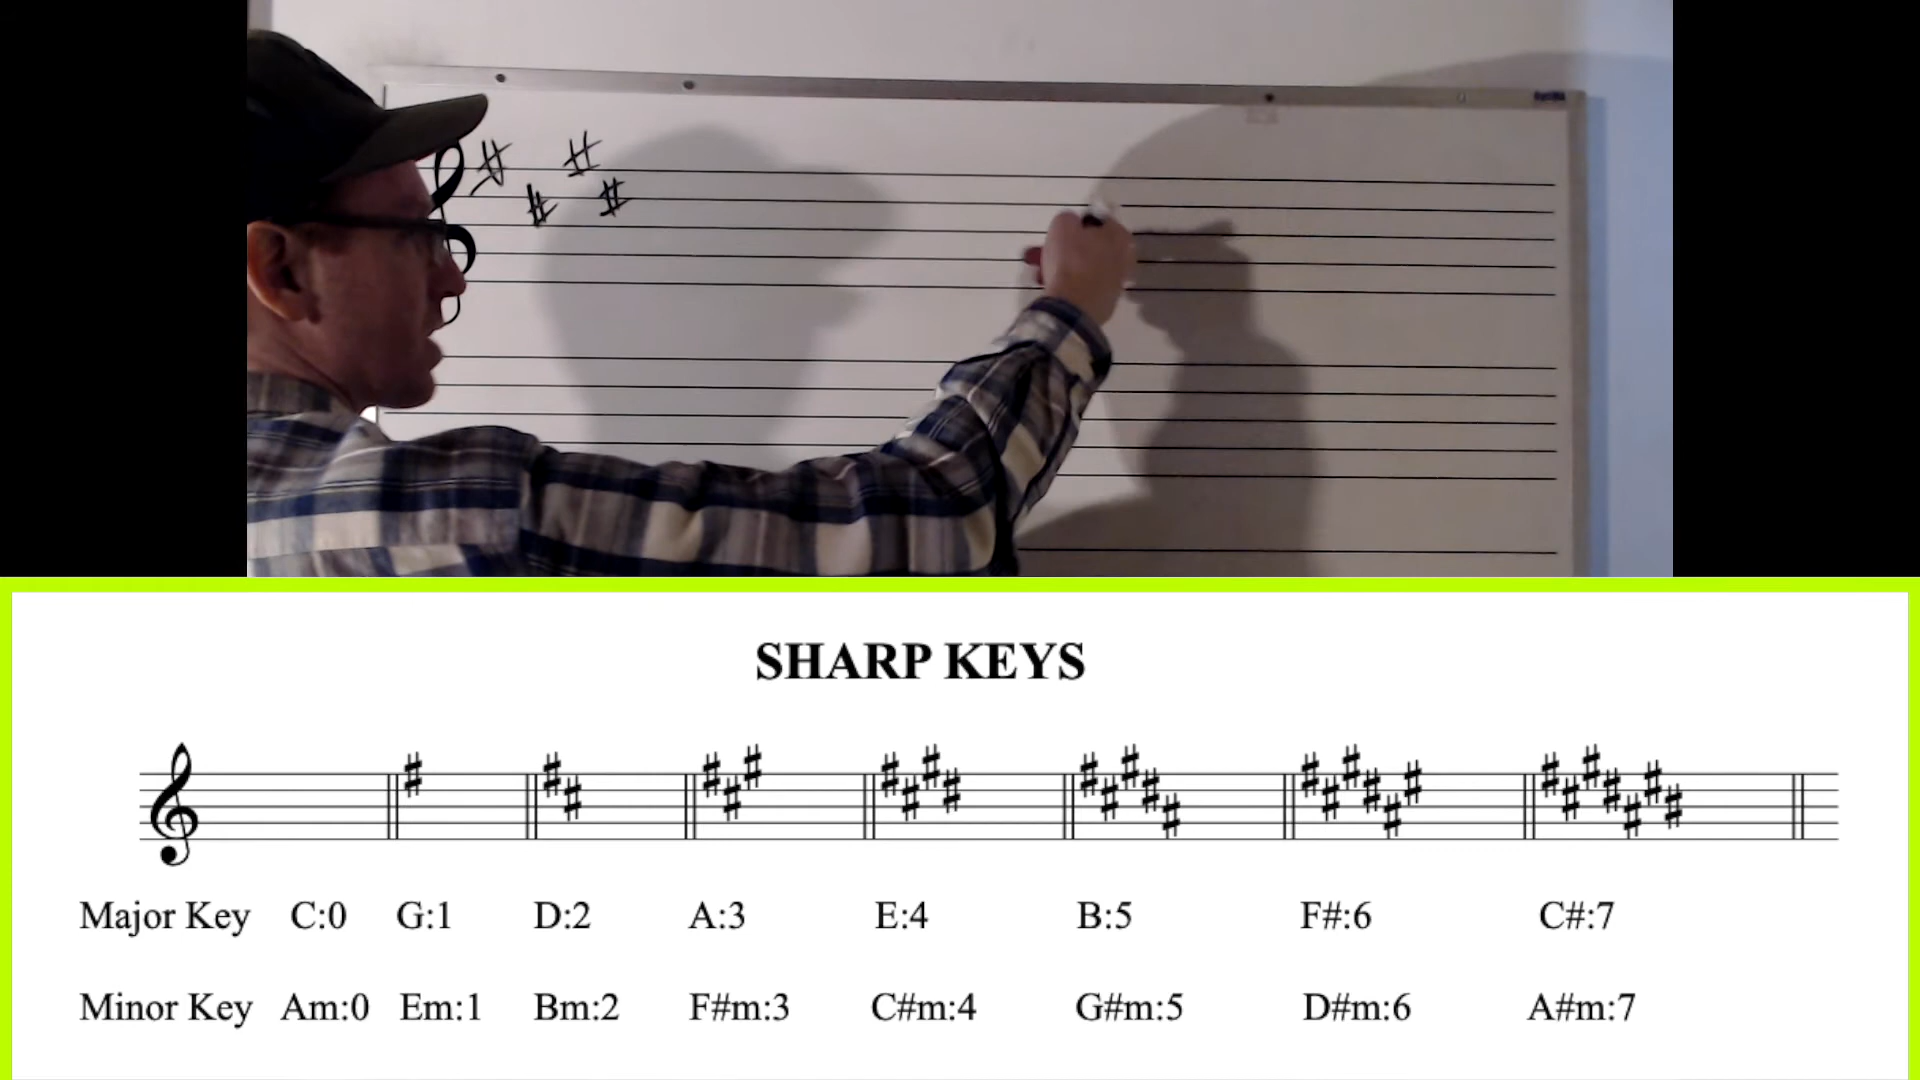 SHARP KEYS
Major Key C:0 G:1 D:2 A:3 E:4 B:5 F#:6 C#:7
Minor Key Am:0 Em:1 Bm:2 F#m:3 C#m:4 G#m:5 D#m:6 A#m:7